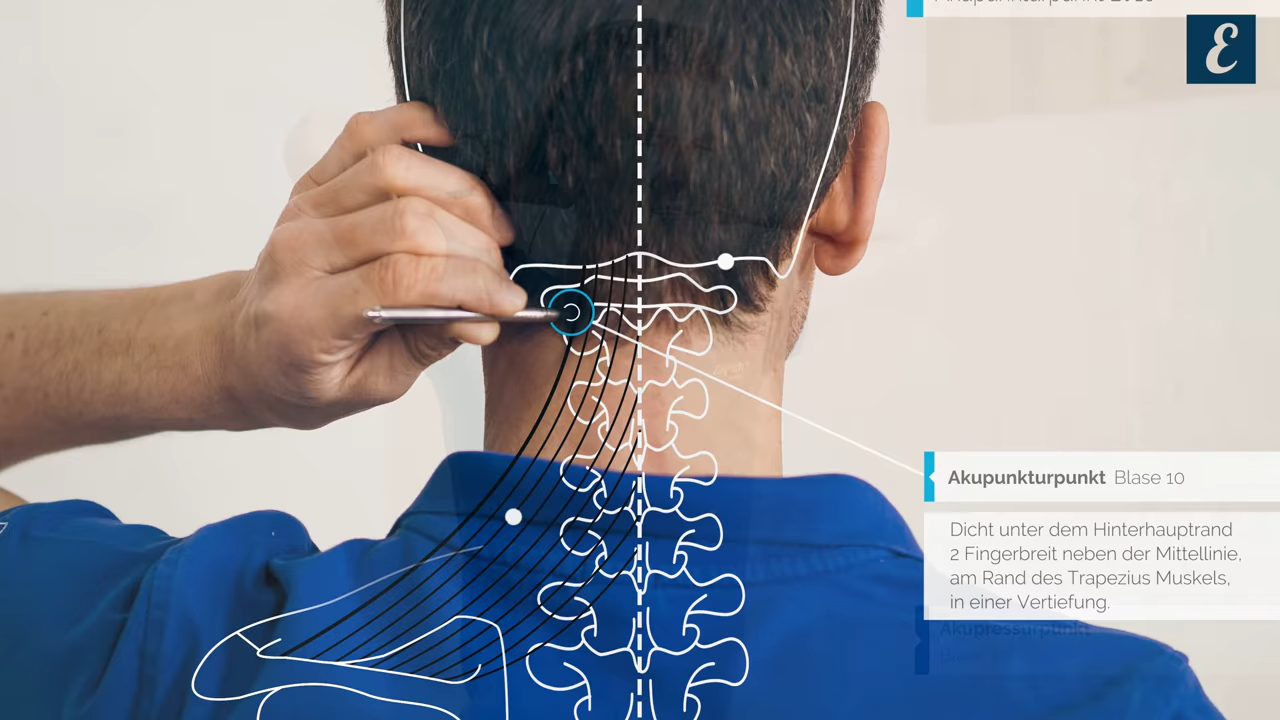 ε
Akupunkturpunkt Blase 10
Dicht unter dem Hinterhauptrand
2 Fingerbreit neben der Mittellinie,
am Rand des Trapezius Muskels,
in einer Vertiefung.
Akupressurpunkt